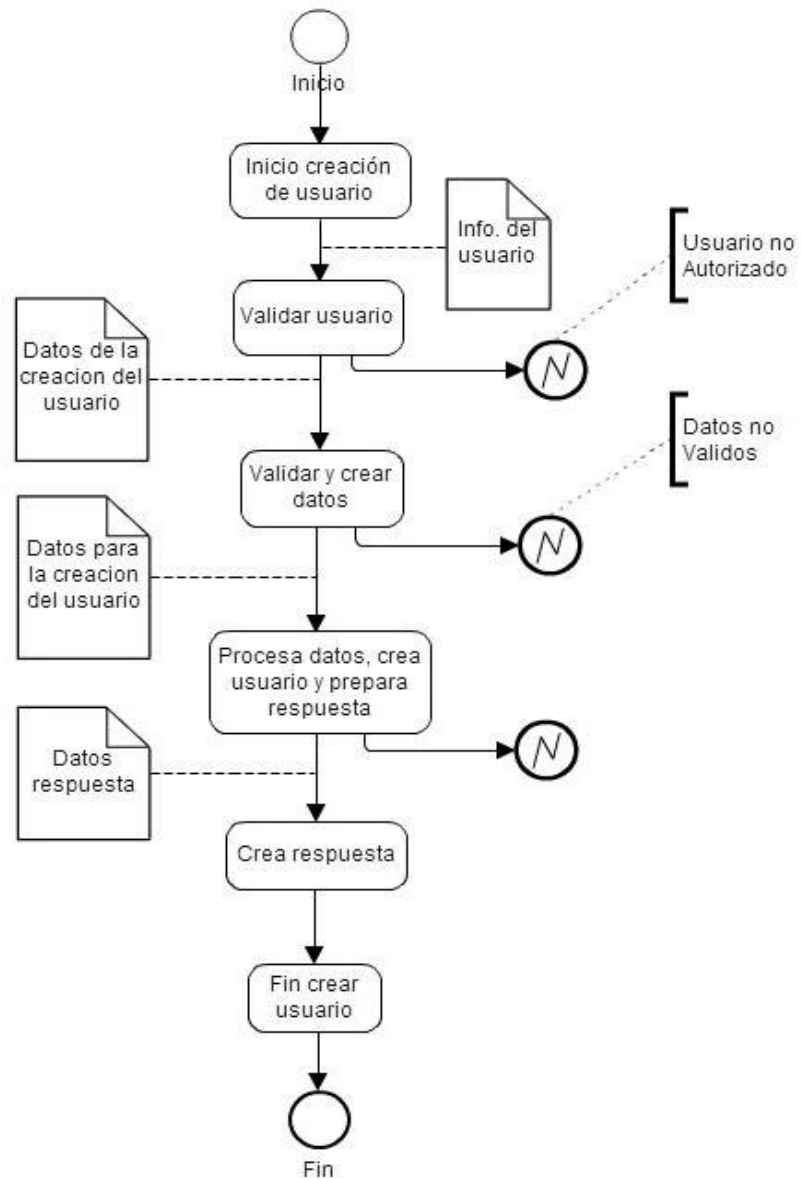 Inicio
Inicio creación
de usuario
Info. del
usuario
Usuario no
Autorizado
Validar usuario
Datos de la
creacion del
usuario
Datos no
Validos
Validar y crear
datos
Datos para
la creacion
del usuario
Procesa datos, crea
usuario y prepara
respuesta
Datos
respuesta
Crea respuesta
Fin crear
usuario
Fin